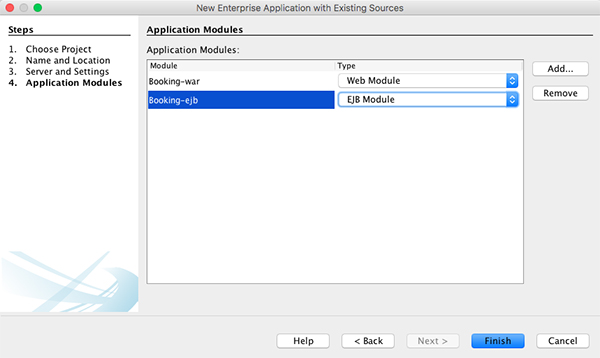 New Enterprise Application with Existing Sources
Steps
1. Choose Project
2. Name and Location
3. Server and Settings
4. Application Modules
Application Modules
Application Modules:
Module Type
Booking-war Web Module
Booking-ejb EJB Module
Add...
Remove
Help < Back Next > Finish Cancel